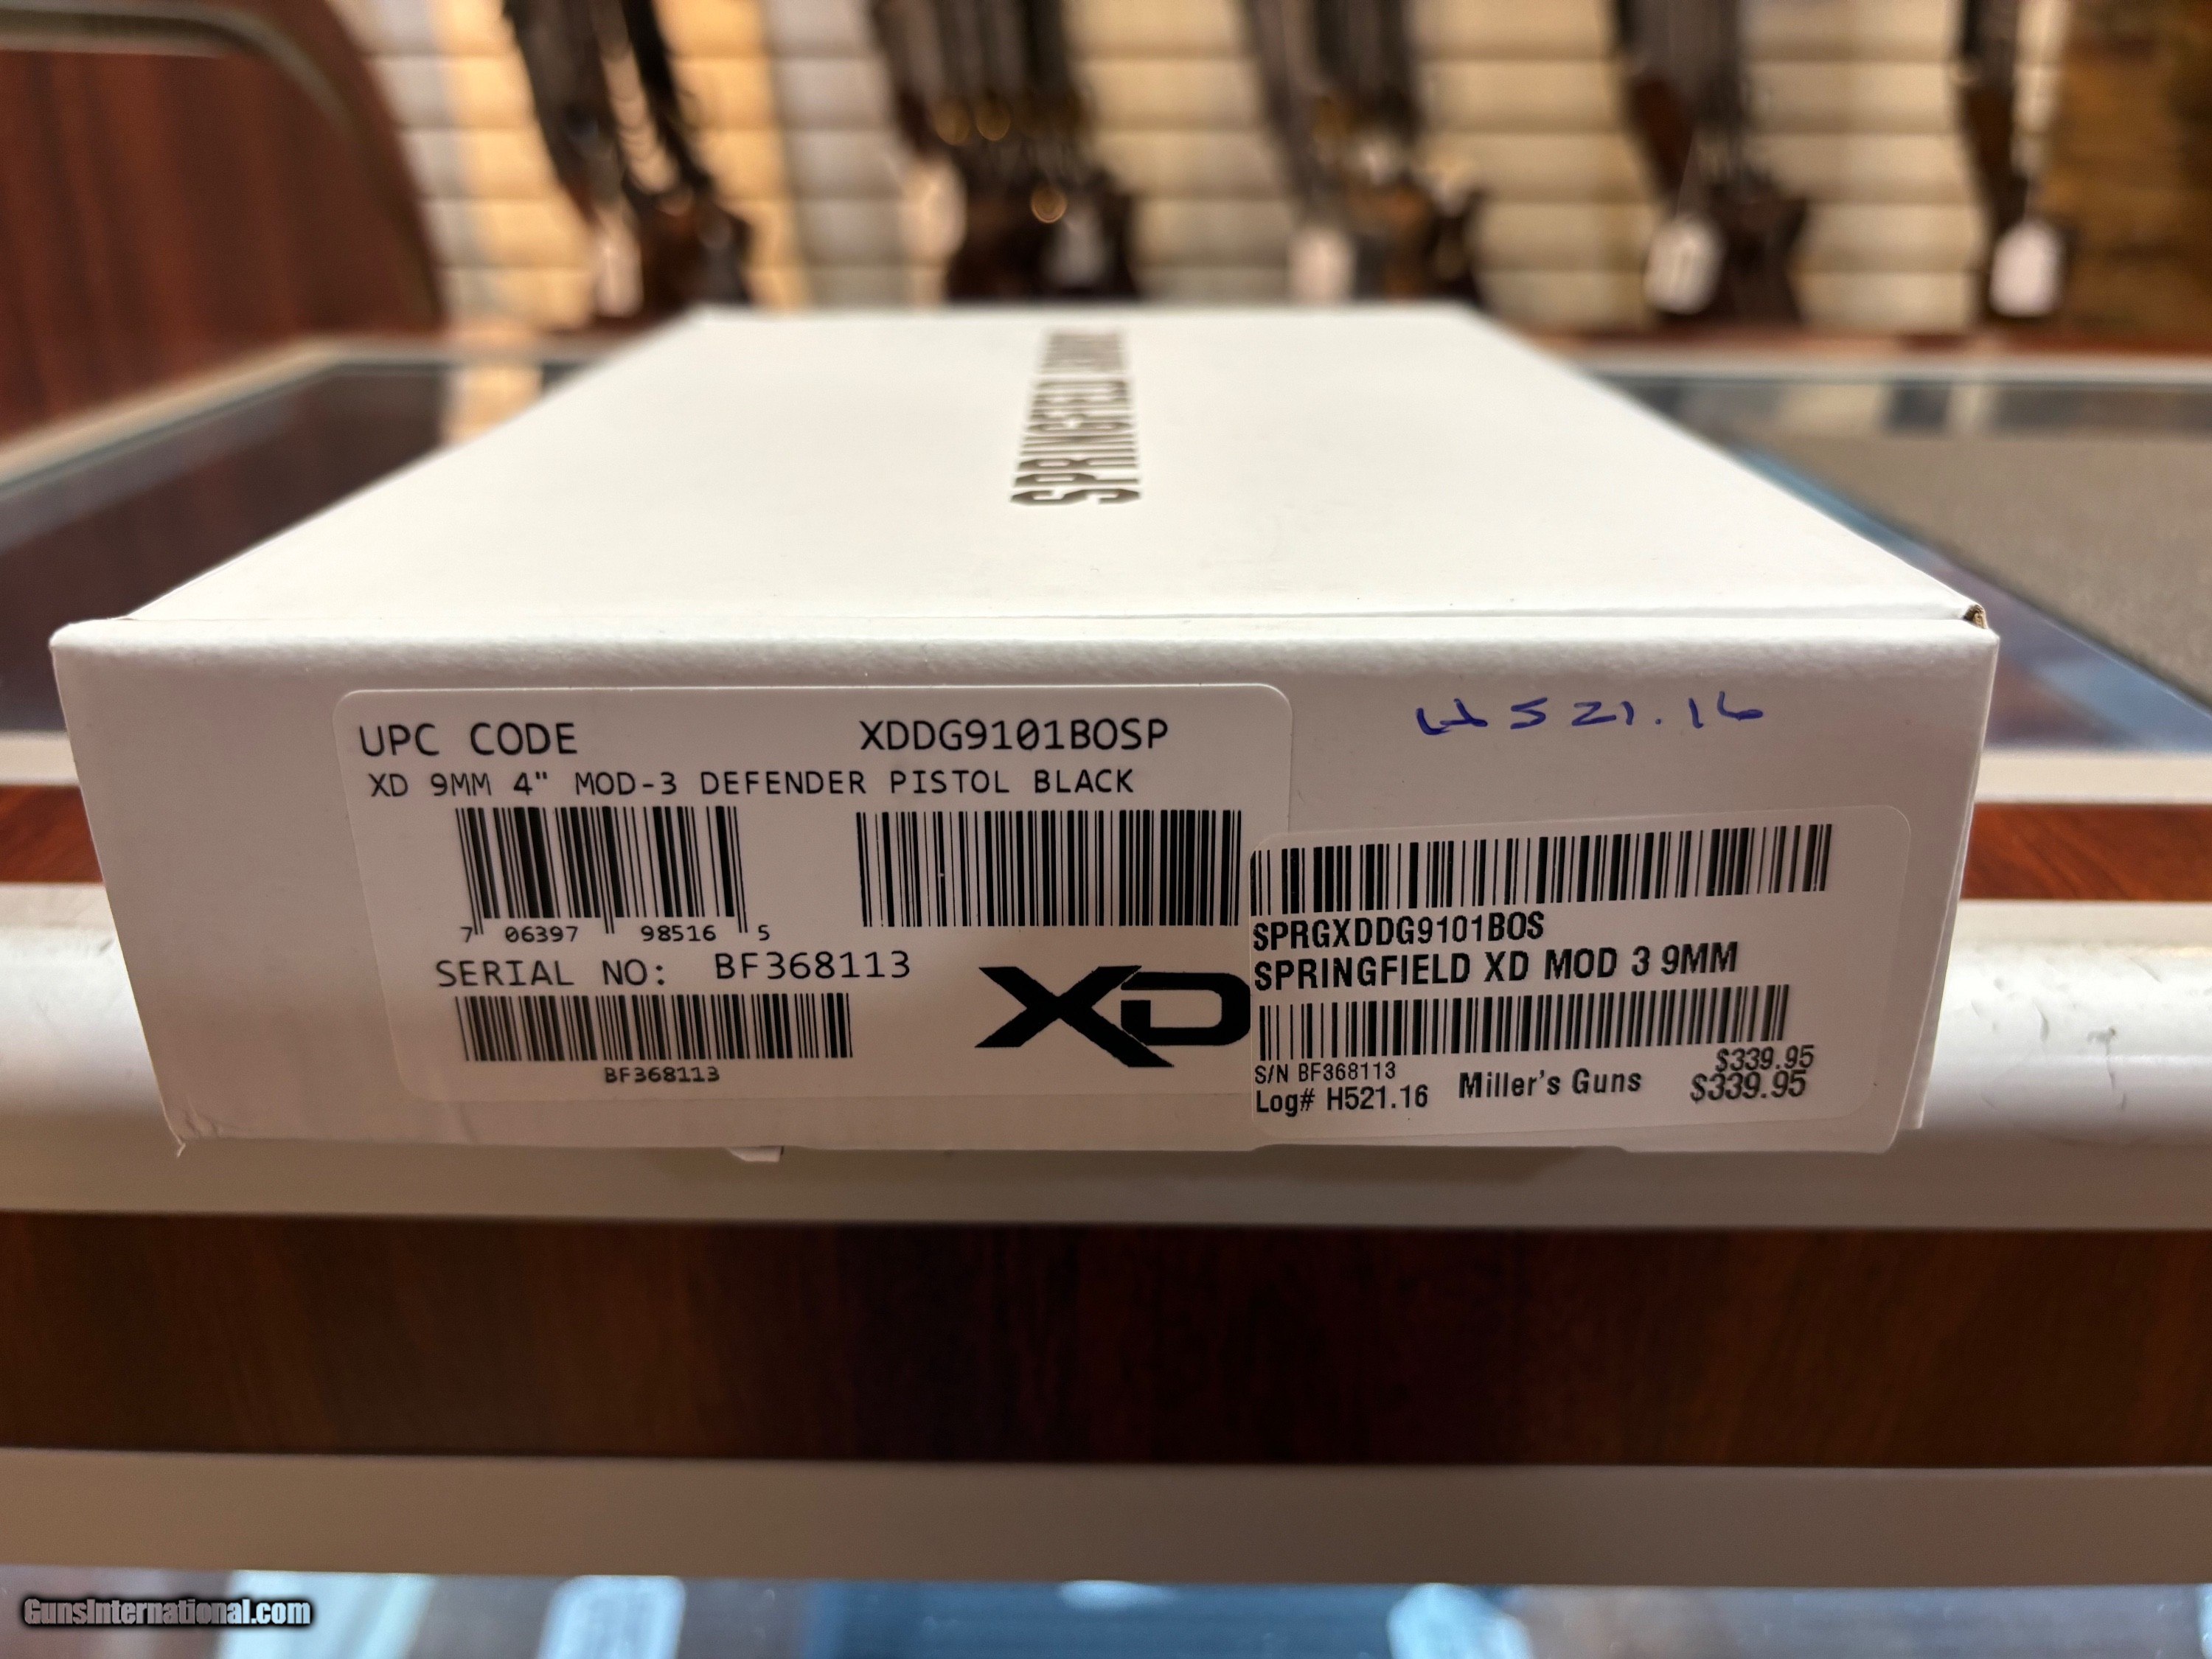 SPRINGFIELD ARMORY
UPC CODE XDDG9101BOSP
XD 9MM 4" MOD-3 DEFENDER PISTOL BLACK
7 06397 98516 5
SERIAL NO: BF368113
BF368113
XD
H521.16
SPRGXDDG9101BOS
SPRINGFIELD XD MOD 3 9MM
$339.95
S/N BF368113
Log# H521.16 Miller's Guns $339.95
GunsInternational.com